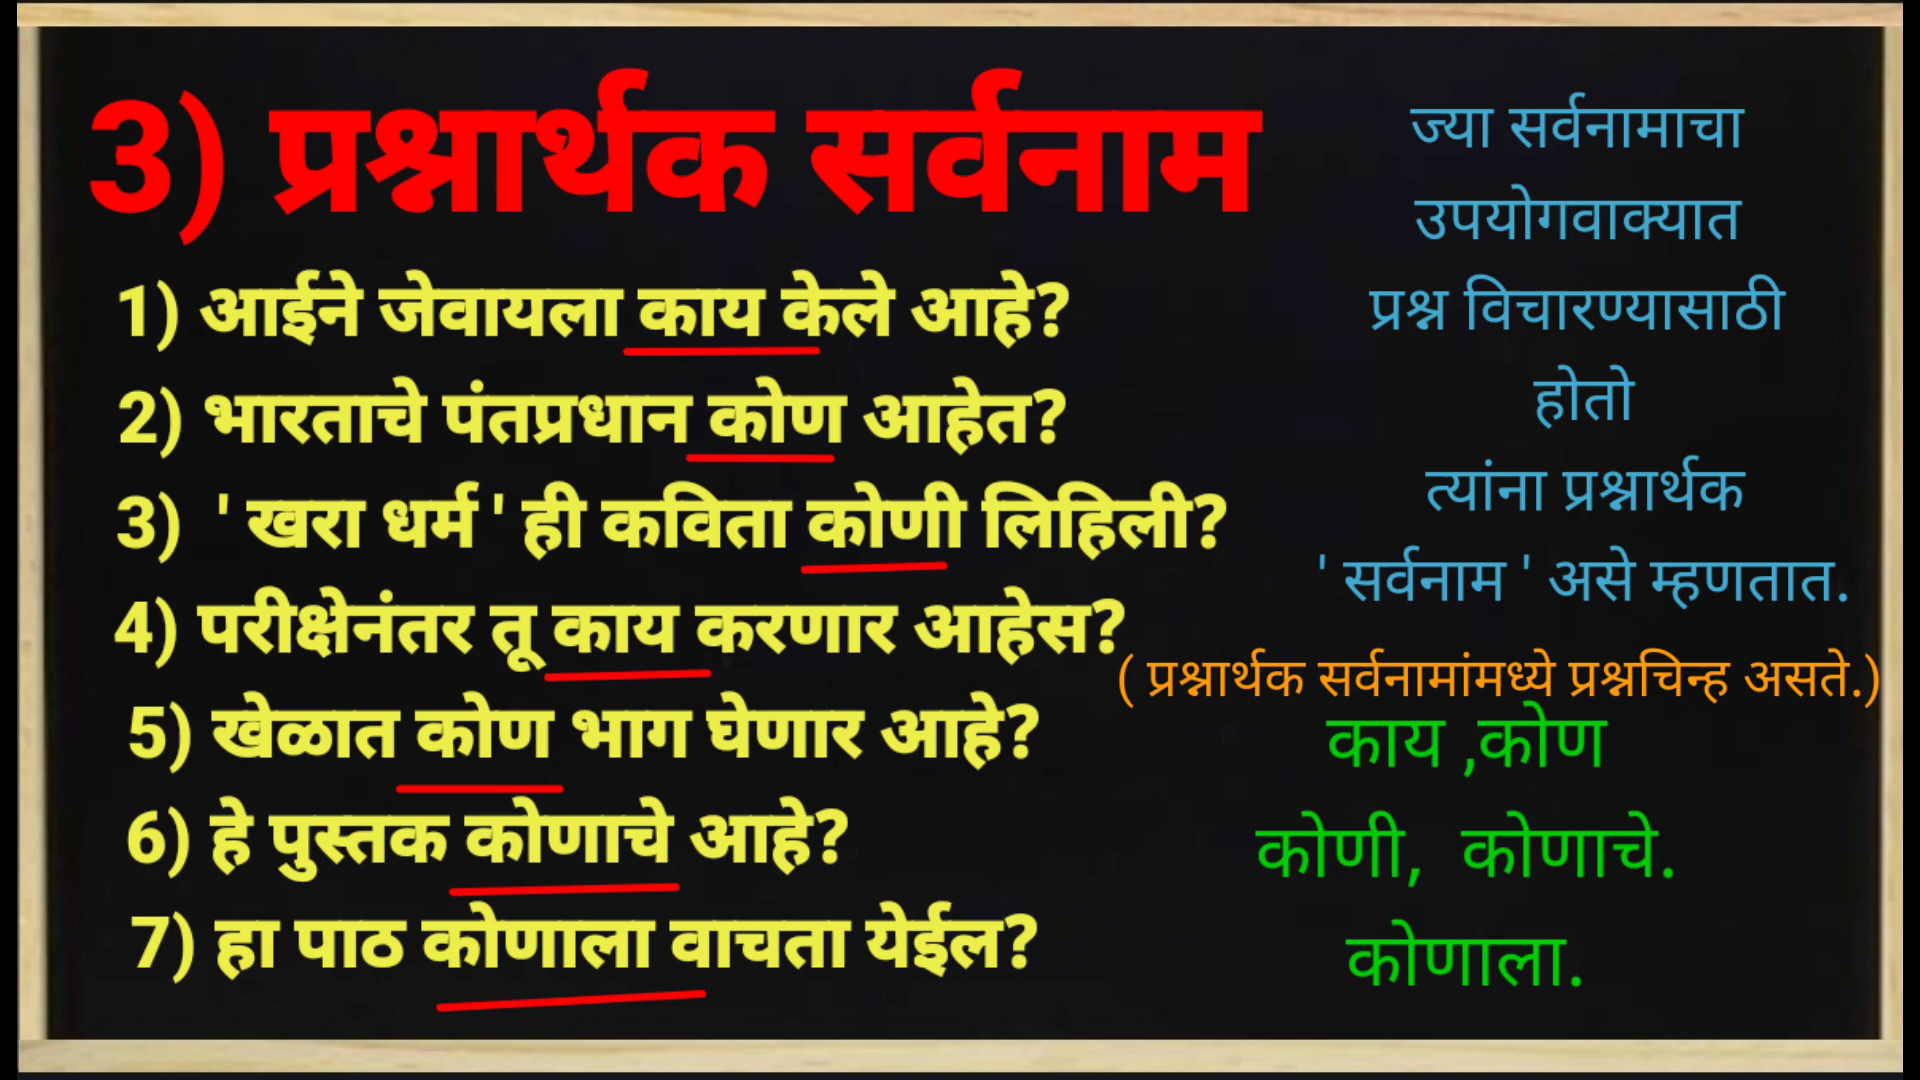 3) प्रश्नार्थक सर्वनाम
1) आईने जेवायला काय केले आहे?
2) भारताचे पंतप्रधान कोण आहेत?
3) ' खरा धर्म ' ही कविता कोणी लिहिली?
4) परीक्षेनंतर तू काय करणार आहेस?
5) खेळात कोण भाग घेणार आहे?
6) हे पुस्तक कोणाचे आहे?
7) हा पाठ कोणाला वाचता येईल?
ज्या सर्वनामाचा
उपयोगवाक्यात
प्रश्न विचारण्यासाठी
होतो
त्यांना प्रश्नार्थक
' सर्वनाम ' असे म्हणतात.
( प्रश्नार्थक सर्वनामांमध्ये प्रश्नचिन्ह असते.)
काय ,कोण
कोणी, कोणाचे.
कोणाला.